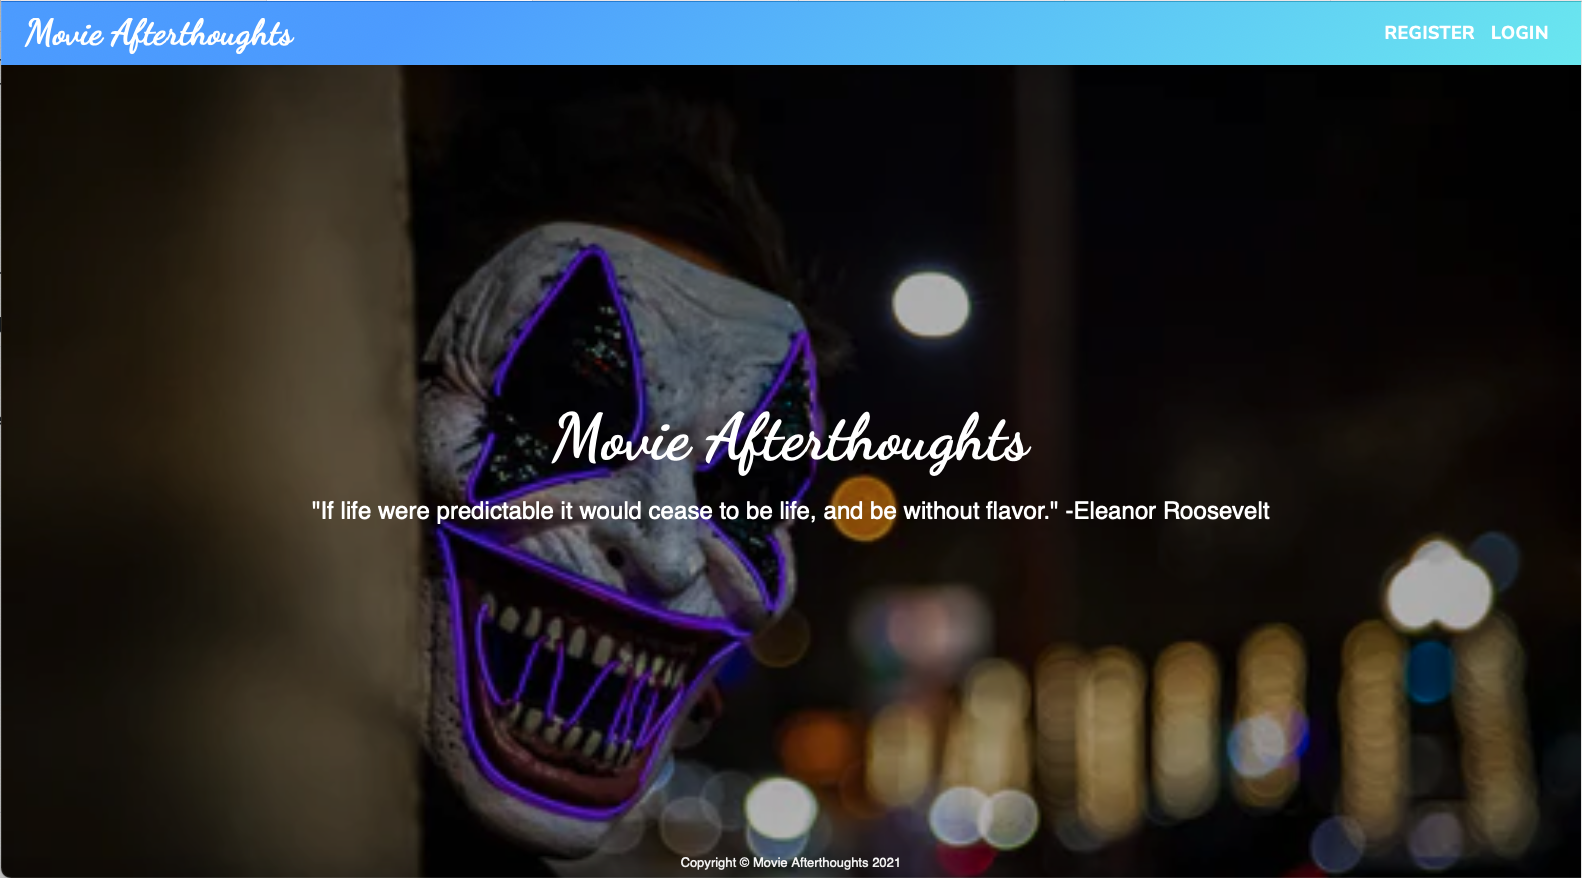 Movie Afterthoughts
REGISTER LOGIN
Movie Afterthoughts
"If life were predictable it would cease to be life, and be without flavor." -Eleanor Roosevelt
Copyright © Movie Afterthoughts 2021